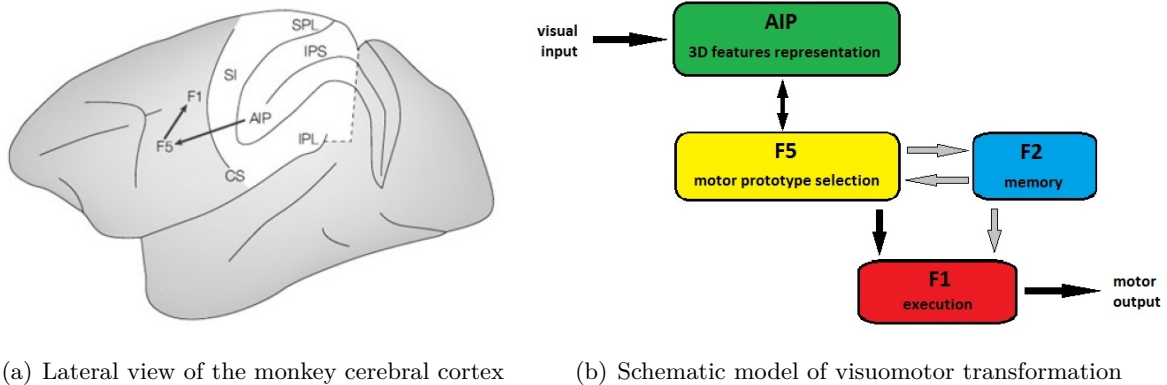 SPL
IPS
SI
F1
AIP
F5
IPL
CS
visual
input
AIP
3D features representation
F5
motor prototype selection
F2
memory
F1
execution
motor
output
(a) Lateral view of the monkey cerebral cortex
(b) Schematic model of visuomotor transformation